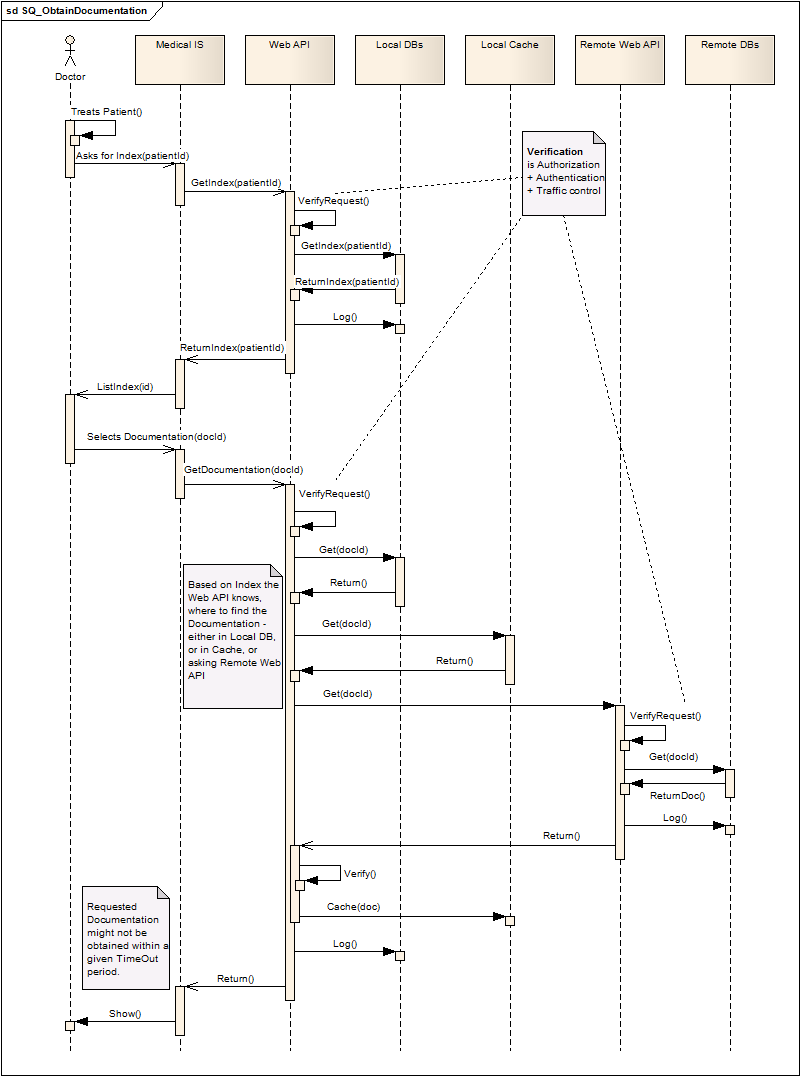 sd SQ_ObtainDocumentation
Doctor
Medical IS
Web API
Local DBs
Local Cache
Remote Web API
Remote DBs
Treats Patient()
Asks for Index(patientId)
GetIndex(patientId)
Verification
is Authorization
+ Authentication
+ Traffic control
VerifyRequest()
GetIndex(patientId)
ReturnIndex(patientId)
Log()
ReturnIndex(patientId)
ListIndex(id)
Selects Documentation(docId)
GetDocumentation(docId)
VerifyRequest()
Get(docId)
Return()
Based on Index the
Web API knows,
where to find the
Documentation -
either in Local DB,
or in Cache, or
asking Remote Web
API
Get(docId)
Return()
Get(docId)
VerifyRequest()
Get(docId)
ReturnDoc()
Log()
Return()
Verify()
Cache(doc)
Log()
Requested
Documentation
might not be
obtained within a
given TimeOut
period.
Return()
Show()